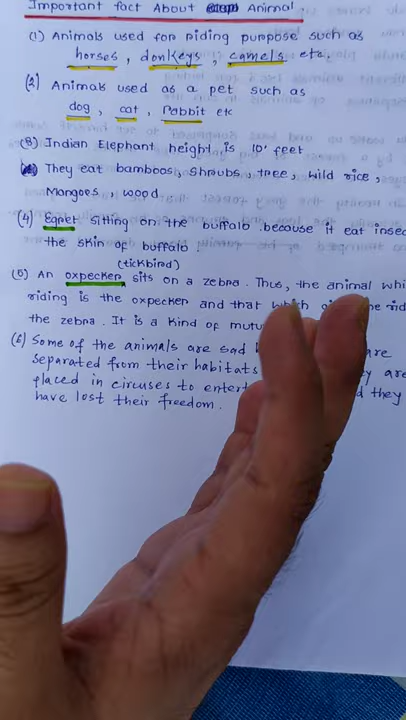 Important fact About Animal
(1) Animals used for riding purpose such as
horses, donkeys, camels etc.
(2) Animals used as a pet such as
dog, cat, Rabbit etc
(3) Indian Elephant height is 10' feet
They eat bamboos, shroubs, tree, wild rice,
Mangoes, wood.
(4) Egret sitting on the buffalo because it eat
the skin of buffalo.
(tickbird)
(5) An oxpecker sits on a zebra. Thus, the animal
riding is the oxpecker and that
the zebra. It is a kind of
(6) Some of the animals are sad are
separated from their habitats are
placed in circuses to they
have lost their freedom.